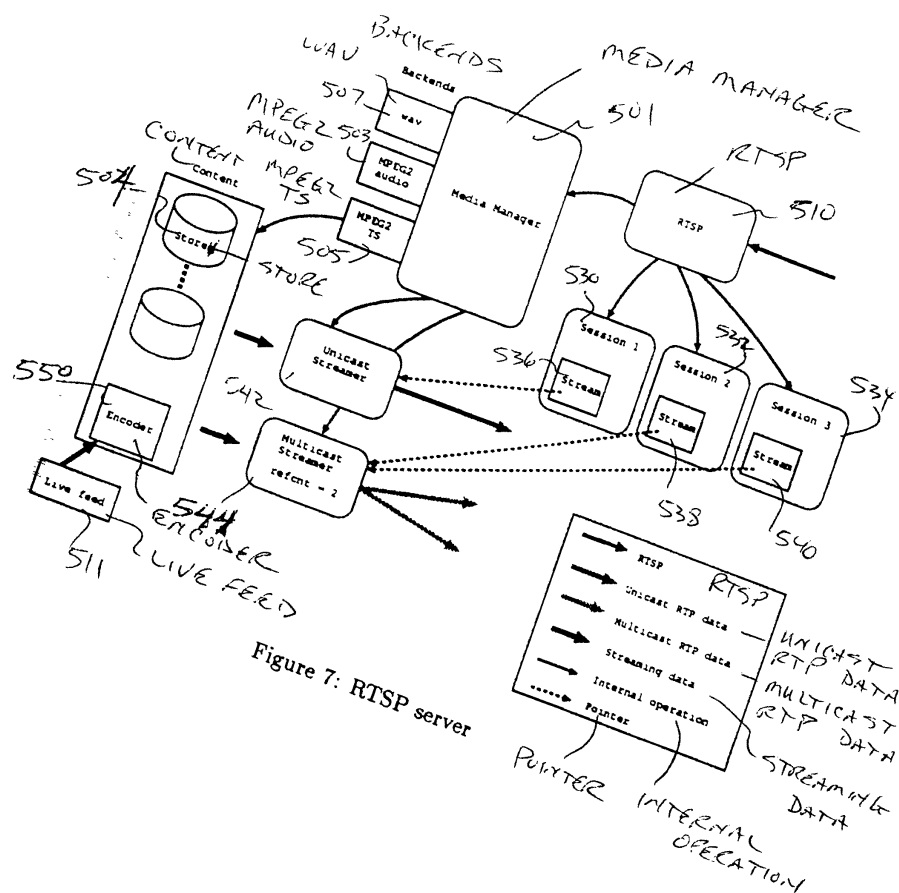 BACKENDS
WAV
Backends
507
wav
MPEG2
AUDIO
503
MPEG2
audio
MPEG2
TS
MPEG2
TS
505
MEDIA MANAGER
501
Media Manager
RTSP
RTSP
510
CONTENT
Content
504
Store
STORE
550
Encoder
Live feed
511
ENCODER
LIVE FEED
Unicast
Streamer
542
Multicast
Streamer
refcnt = 2
544
530
Session 1
536
Stream
532
Session 2
Stream
538
534
Session 3
Stream
540
RTSP
RTSP
Unicast RTP data
UNICAST
RTP DATA
Multicast RTP data
MULTICAST
RTP DATA
Streaming data
STREAMING
DATA
Internal operation
INTERNAL
OPERATION
Pointer
POINTER
Figure 7: RTSP server